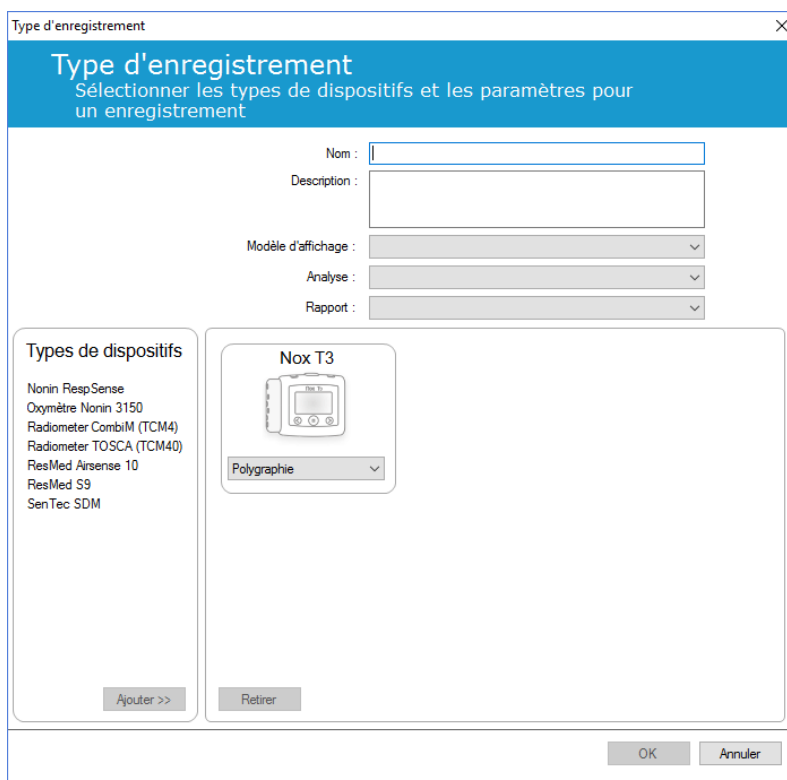 Type d'enregistrement
Type d'enregistrement
Sélectionner les types de dispositifs et les paramètres pour
un enregistrement
Nom :
Description :
Modèle d'affichage :
Analyse :
Rapport :
Types de dispositifs
Nonin RespSense
Oxymètre Nonin 3150
Radiometer CombiM (TCM4)
Radiometer TOSCA (TCM40)
ResMed Airsense 10
ResMed S9
SenTec SDM
Ajouter >>
Nox T3
Nox T3
Polygraphie
Retirer
OK
Annuler